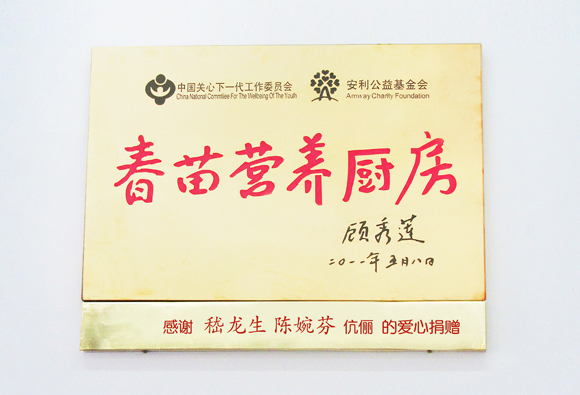 中国关心下一代工作委员会
China National Committee For The Wellbeing Of The Youth
安利公益基金会
Amway Charity Foundation
春苗营养厨房
顾秀莲
二〇一一年五月八日
感谢 嵇龙生 陈婉芬 伉俪 的爱心捐赠